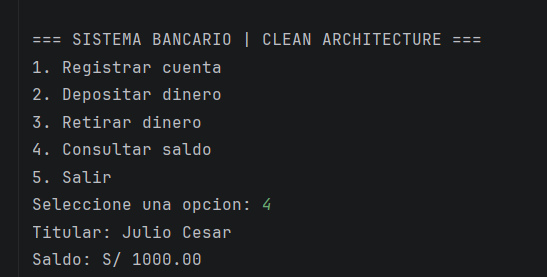 === SISTEMA BANCARIO | CLEAN ARCHITECTURE ===
1. Registrar cuenta
2. Depositar dinero
3. Retirar dinero
4. Consultar saldo
5. Salir
Seleccione una opcion: 4
Titular: Julio Cesar
Saldo: S/ 1000.00